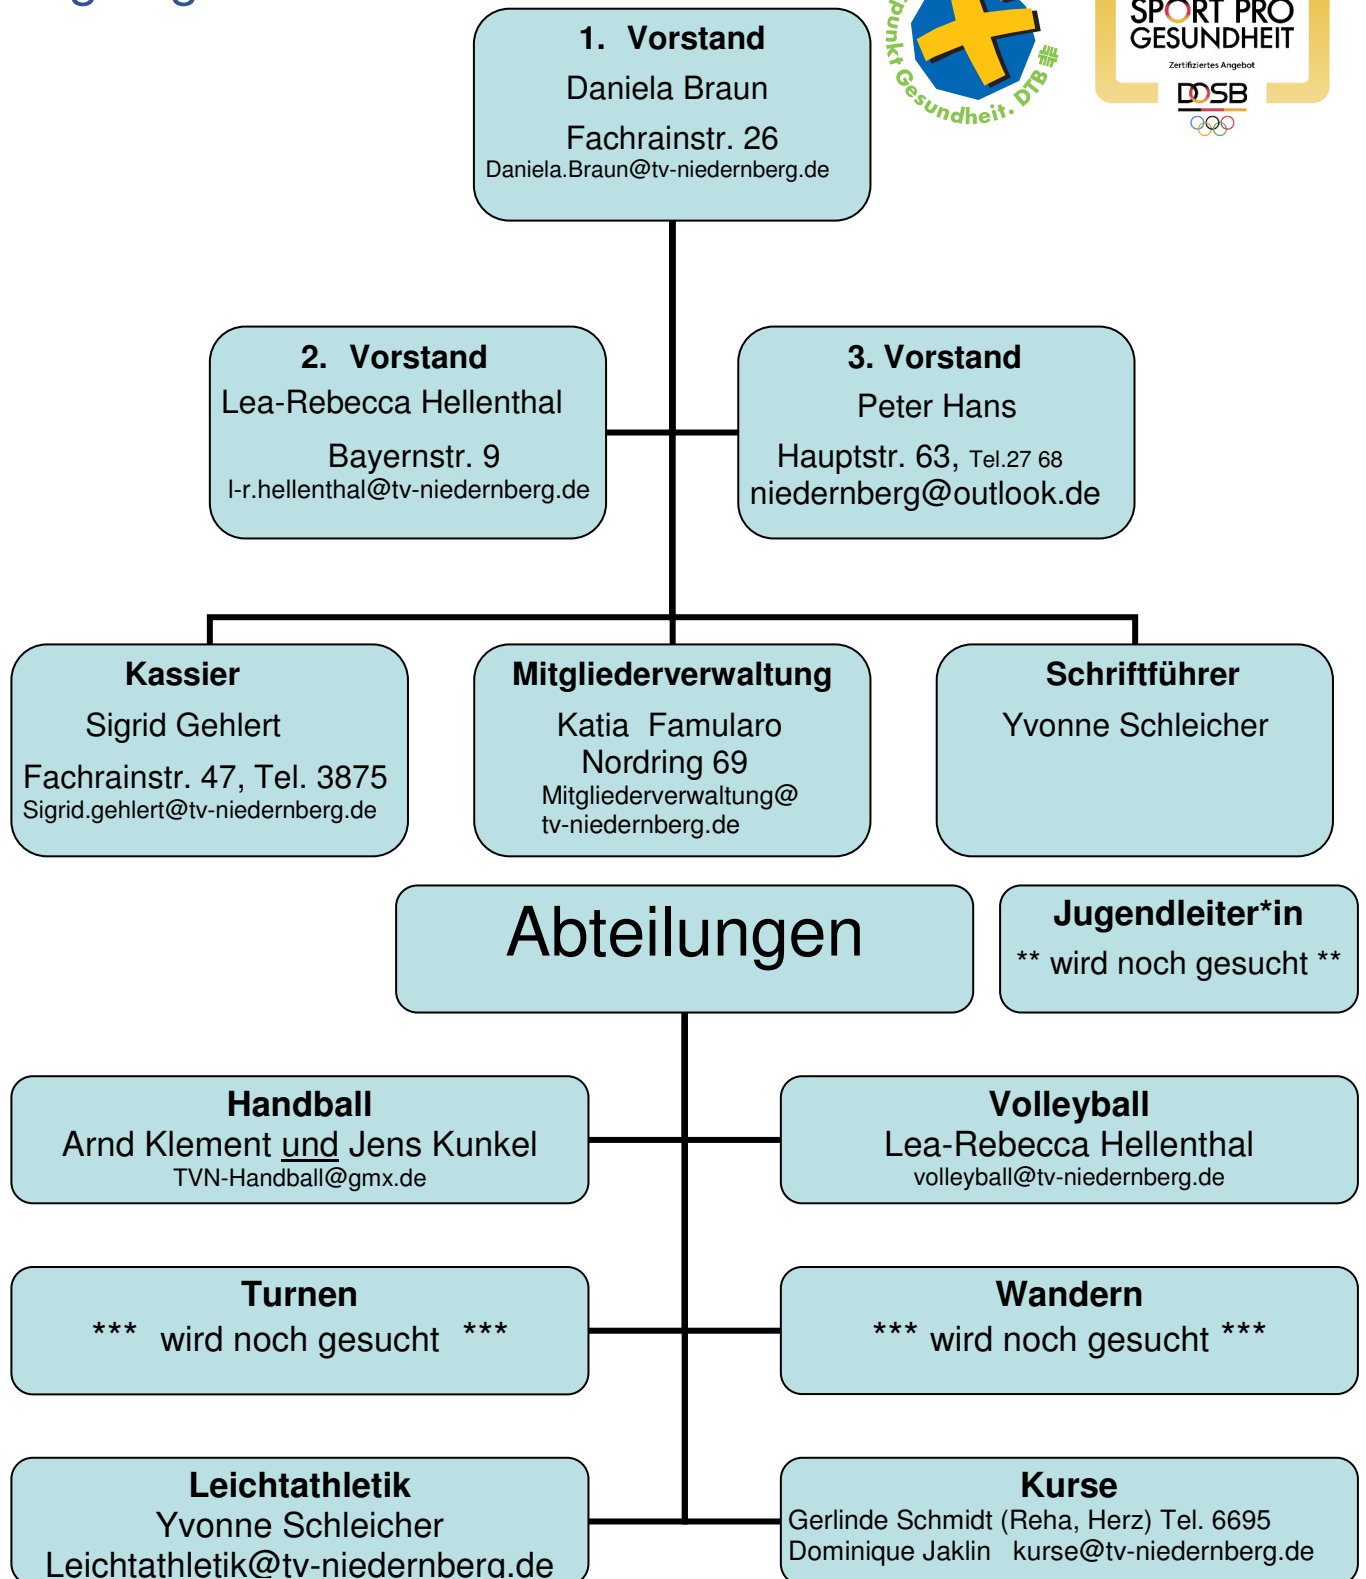 1. Vorstand
Daniela Braun
Fachrainstr. 26
Daniela.Braun@tv-niedernberg.de
punkt Gesundheit. DTB
SPORT PRO
GESUNDHEIT
Zertifiziertes Angebot
DOSB
2. Vorstand
Lea-Rebecca Hellenthal
Bayernstr. 9
l-r.hellenthal@tv-niedernberg.de
3. Vorstand
Peter Hans
Hauptstr. 63, Tel.27 68
niedernberg@outlook.de
Kassier
Sigrid Gehlert
Fachrainstr. 47, Tel. 3875
Sigrid.gehlert@tv-niedernberg.de
Mitgliederverwaltung
Katia Famularo
Nordring 69
Mitgliederverwaltung@
tv-niedernberg.de
Schriftführer
Yvonne Schleicher
Abteilungen
Jugendleiter*in
** wird noch gesucht **
Handball
Arnd Klement und Jens Kunkel
TVN-Handball@gmx.de
Volleyball
Lea-Rebecca Hellenthal
volleyball@tv-niedernberg.de
Turnen
*** wird noch gesucht ***
Wandern
*** wird noch gesucht ***
Leichtathletik
Yvonne Schleicher
Leichtathletik@tv-niedernberg.de
Kurse
Gerlinde Schmidt (Reha, Herz) Tel. 6695
Dominique Jaklin kurse@tv-niedernberg.de